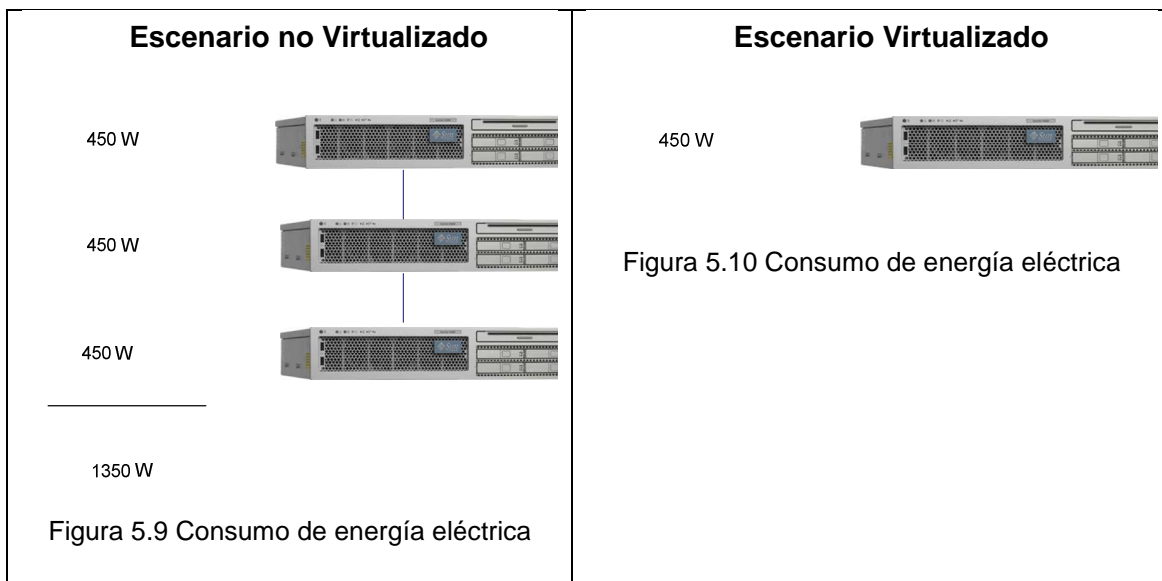 Escenario no Virtualizado
450 W
450 W
450 W
1350 W
Figura 5.9 Consumo de energía eléctrica
Escenario Virtualizado
450 W
Figura 5.10 Consumo de energía eléctrica